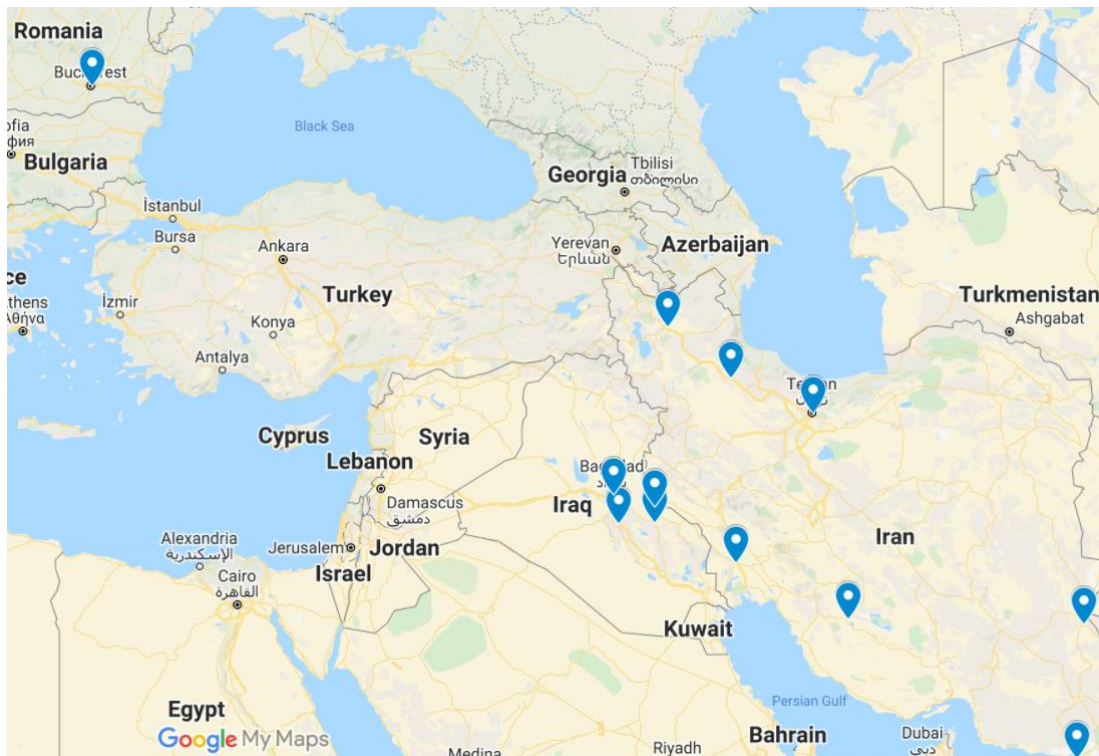 Romania
Black Sea
София
Bulgaria
Tbilisi
Georgia თბილისი
İstanbul
Bursa
Ankara
Yerevan
Երևան
Azerbaijan
İzmir
Turkey
Turkmenistan
Αθήνα
Konya
Ashgabat
Antalya
Cyprus
Syria
Lebanon
Damascus
دمشق
Iraq
Alexandria
الإسكندرية
Jerusalem
Jordan
Iran
Israel
Cairo
القاهرة
Kuwait
Persian Gulf
Egypt
Google My Maps
Bahrain
Dubai
دبي
Medina
Riyadh